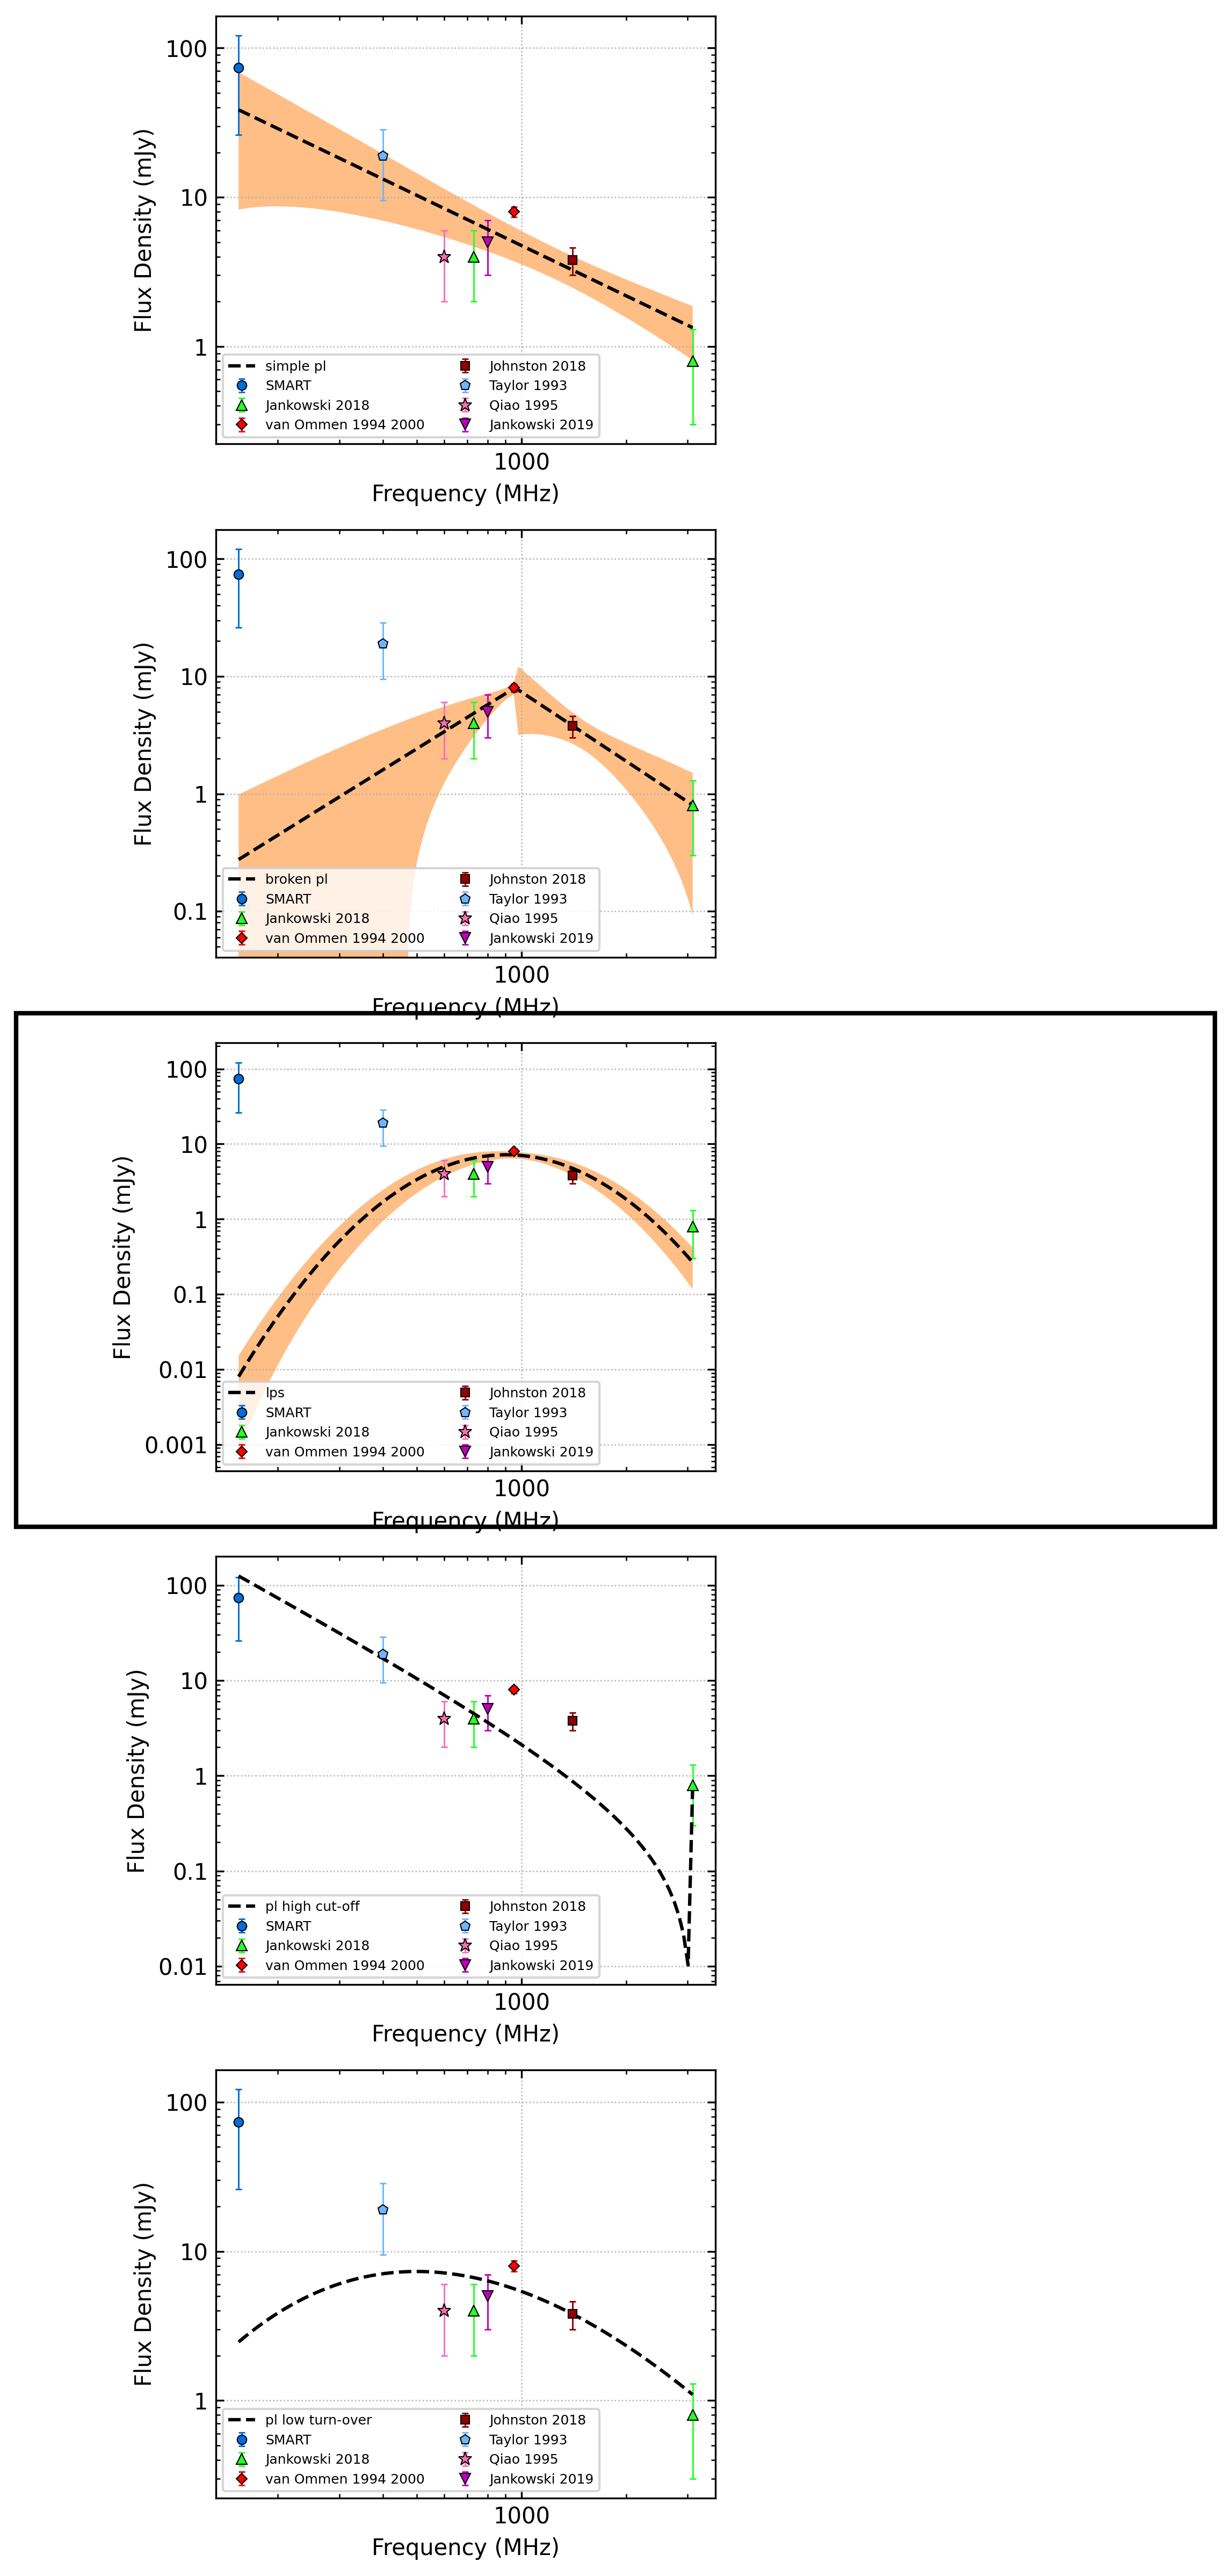 100
10
1
Flux Density (mJy)
simple pl
SMART
Jankowski 2018
van Ommen 1994 2000
Johnston 2018
Taylor 1993
Qiao 1995
Jankowski 2019
1000
Frequency (MHz)
100
10
1
0.1
Flux Density (mJy)
broken pl
SMART
Jankowski 2018
van Ommen 1994 2000
Johnston 2018
Taylor 1993
Qiao 1995
Jankowski 2019
1000
Frequency (MHz)
100
10
1
0.1
0.01
0.001
Flux Density (mJy)
lps
SMART
Jankowski 2018
van Ommen 1994 2000
Johnston 2018
Taylor 1993
Qiao 1995
Jankowski 2019
1000
Frequency (MHz)
100
10
1
0.1
0.01
Flux Density (mJy)
pl high cut-off
SMART
Jankowski 2018
van Ommen 1994 2000
Johnston 2018
Taylor 1993
Qiao 1995
Jankowski 2019
1000
Frequency (MHz)
100
10
1
Flux Density (mJy)
pl low turn-over
SMART
Jankowski 2018
van Ommen 1994 2000
Johnston 2018
Taylor 1993
Qiao 1995
Jankowski 2019
1000
Frequency (MHz)